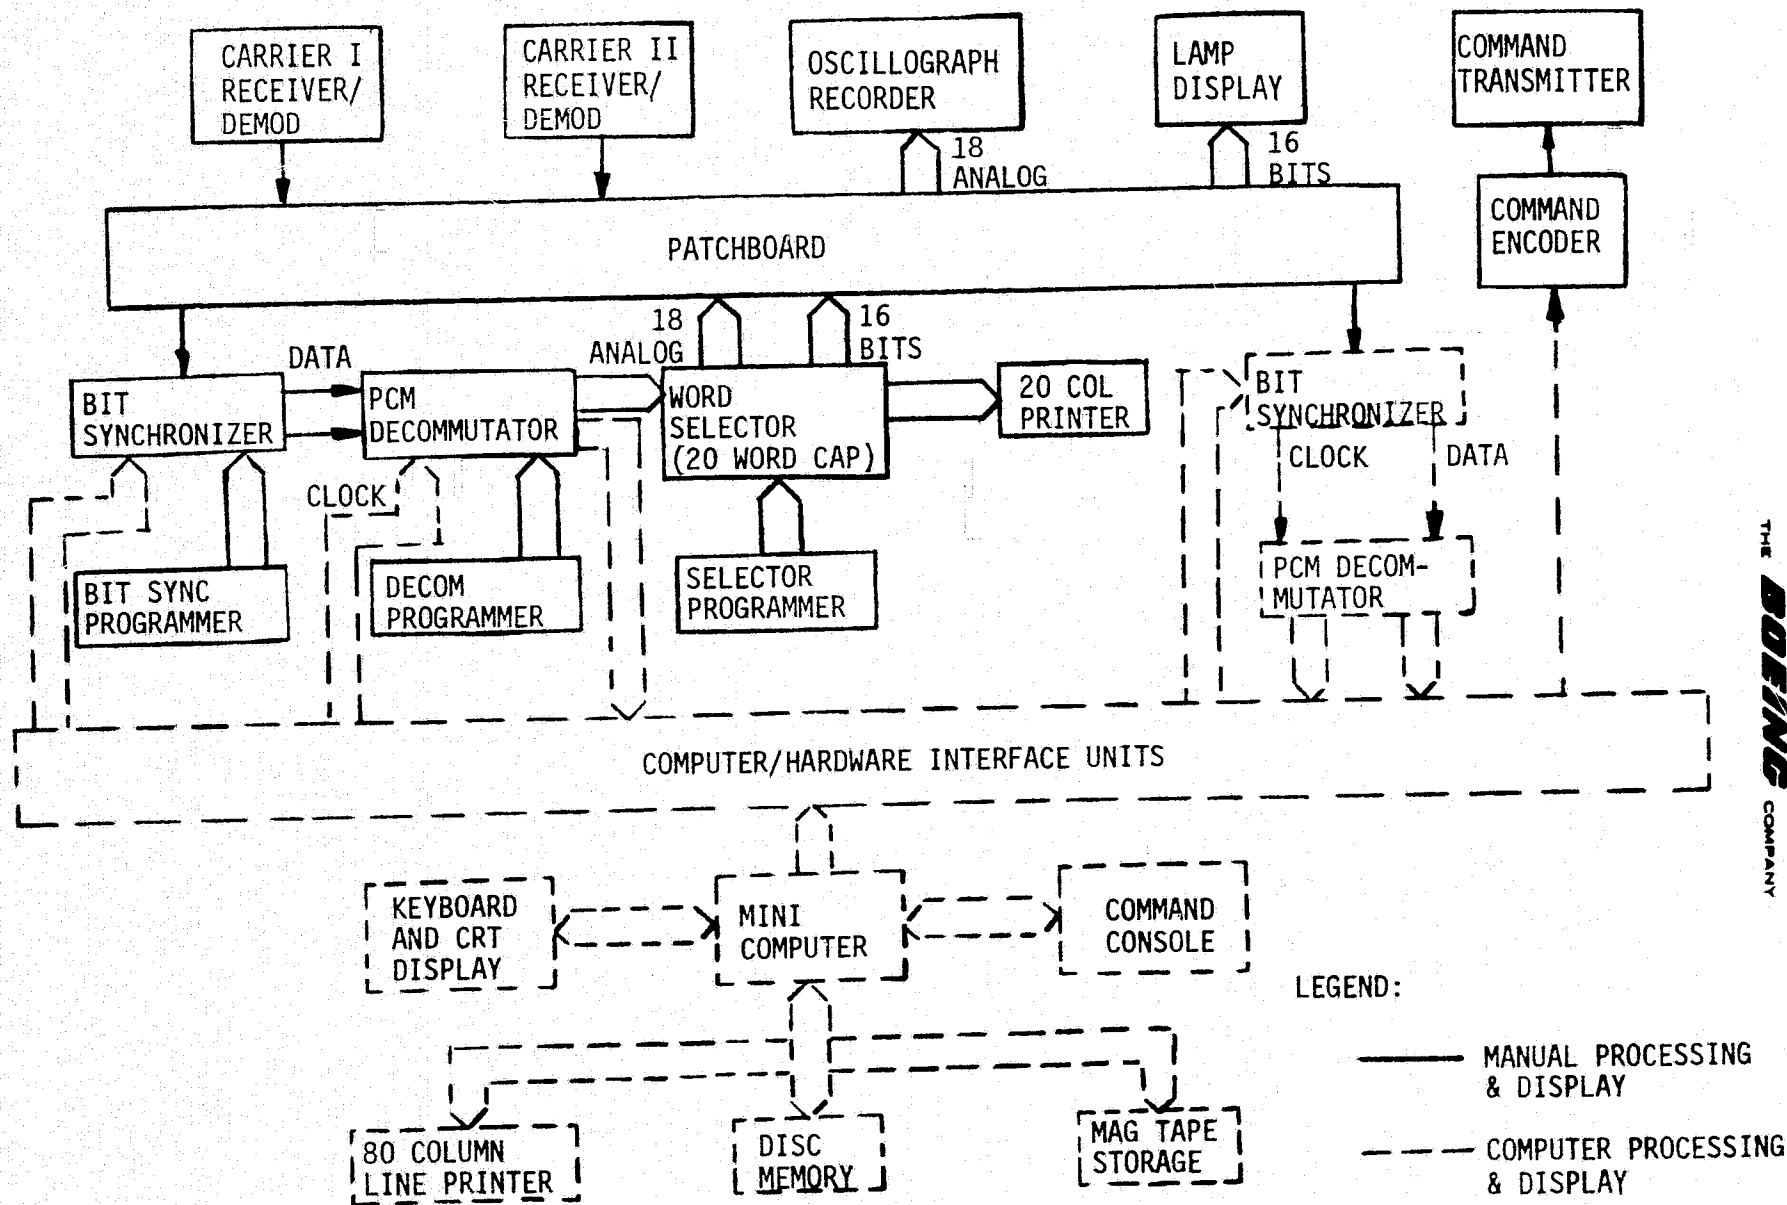 CARRIER I
RECEIVER/
DEMOD
CARRIER II
RECEIVER/
DEMOD
OSCILLOGRAPH
RECORDER
LAMP
DISPLAY
COMMAND
TRANSMITTER
18
ANALOG
16
BITS
COMMAND
ENCODER
PATCHBOARD
18
ANALOG
16
BITS
DATA
BIT
SYNCHRONIZER
PCM
DECOMMUTATOR
WORD
SELECTOR
(20 WORD CAP)
20 COL
PRINTER
BIT
SYNCHRONIZER
CLOCK
CLOCK
DATA
BIT SYNC
PROGRAMMER
DECOM
PROGRAMMER
SELECTOR
PROGRAMMER
PCM DECOM-
MUTATOR
COMPUTER/HARDWARE INTERFACE UNITS
KEYBOARD
AND CRT
DISPLAY
MINI
COMPUTER
COMMAND
CONSOLE
80 COLUMN
LINE PRINTER
DISC
MEMORY
MAG TAPE
STORAGE
LEGEND:
MANUAL PROCESSING
& DISPLAY
COMPUTER PROCESSING
& DISPLAY
THE BOEING COMPANY